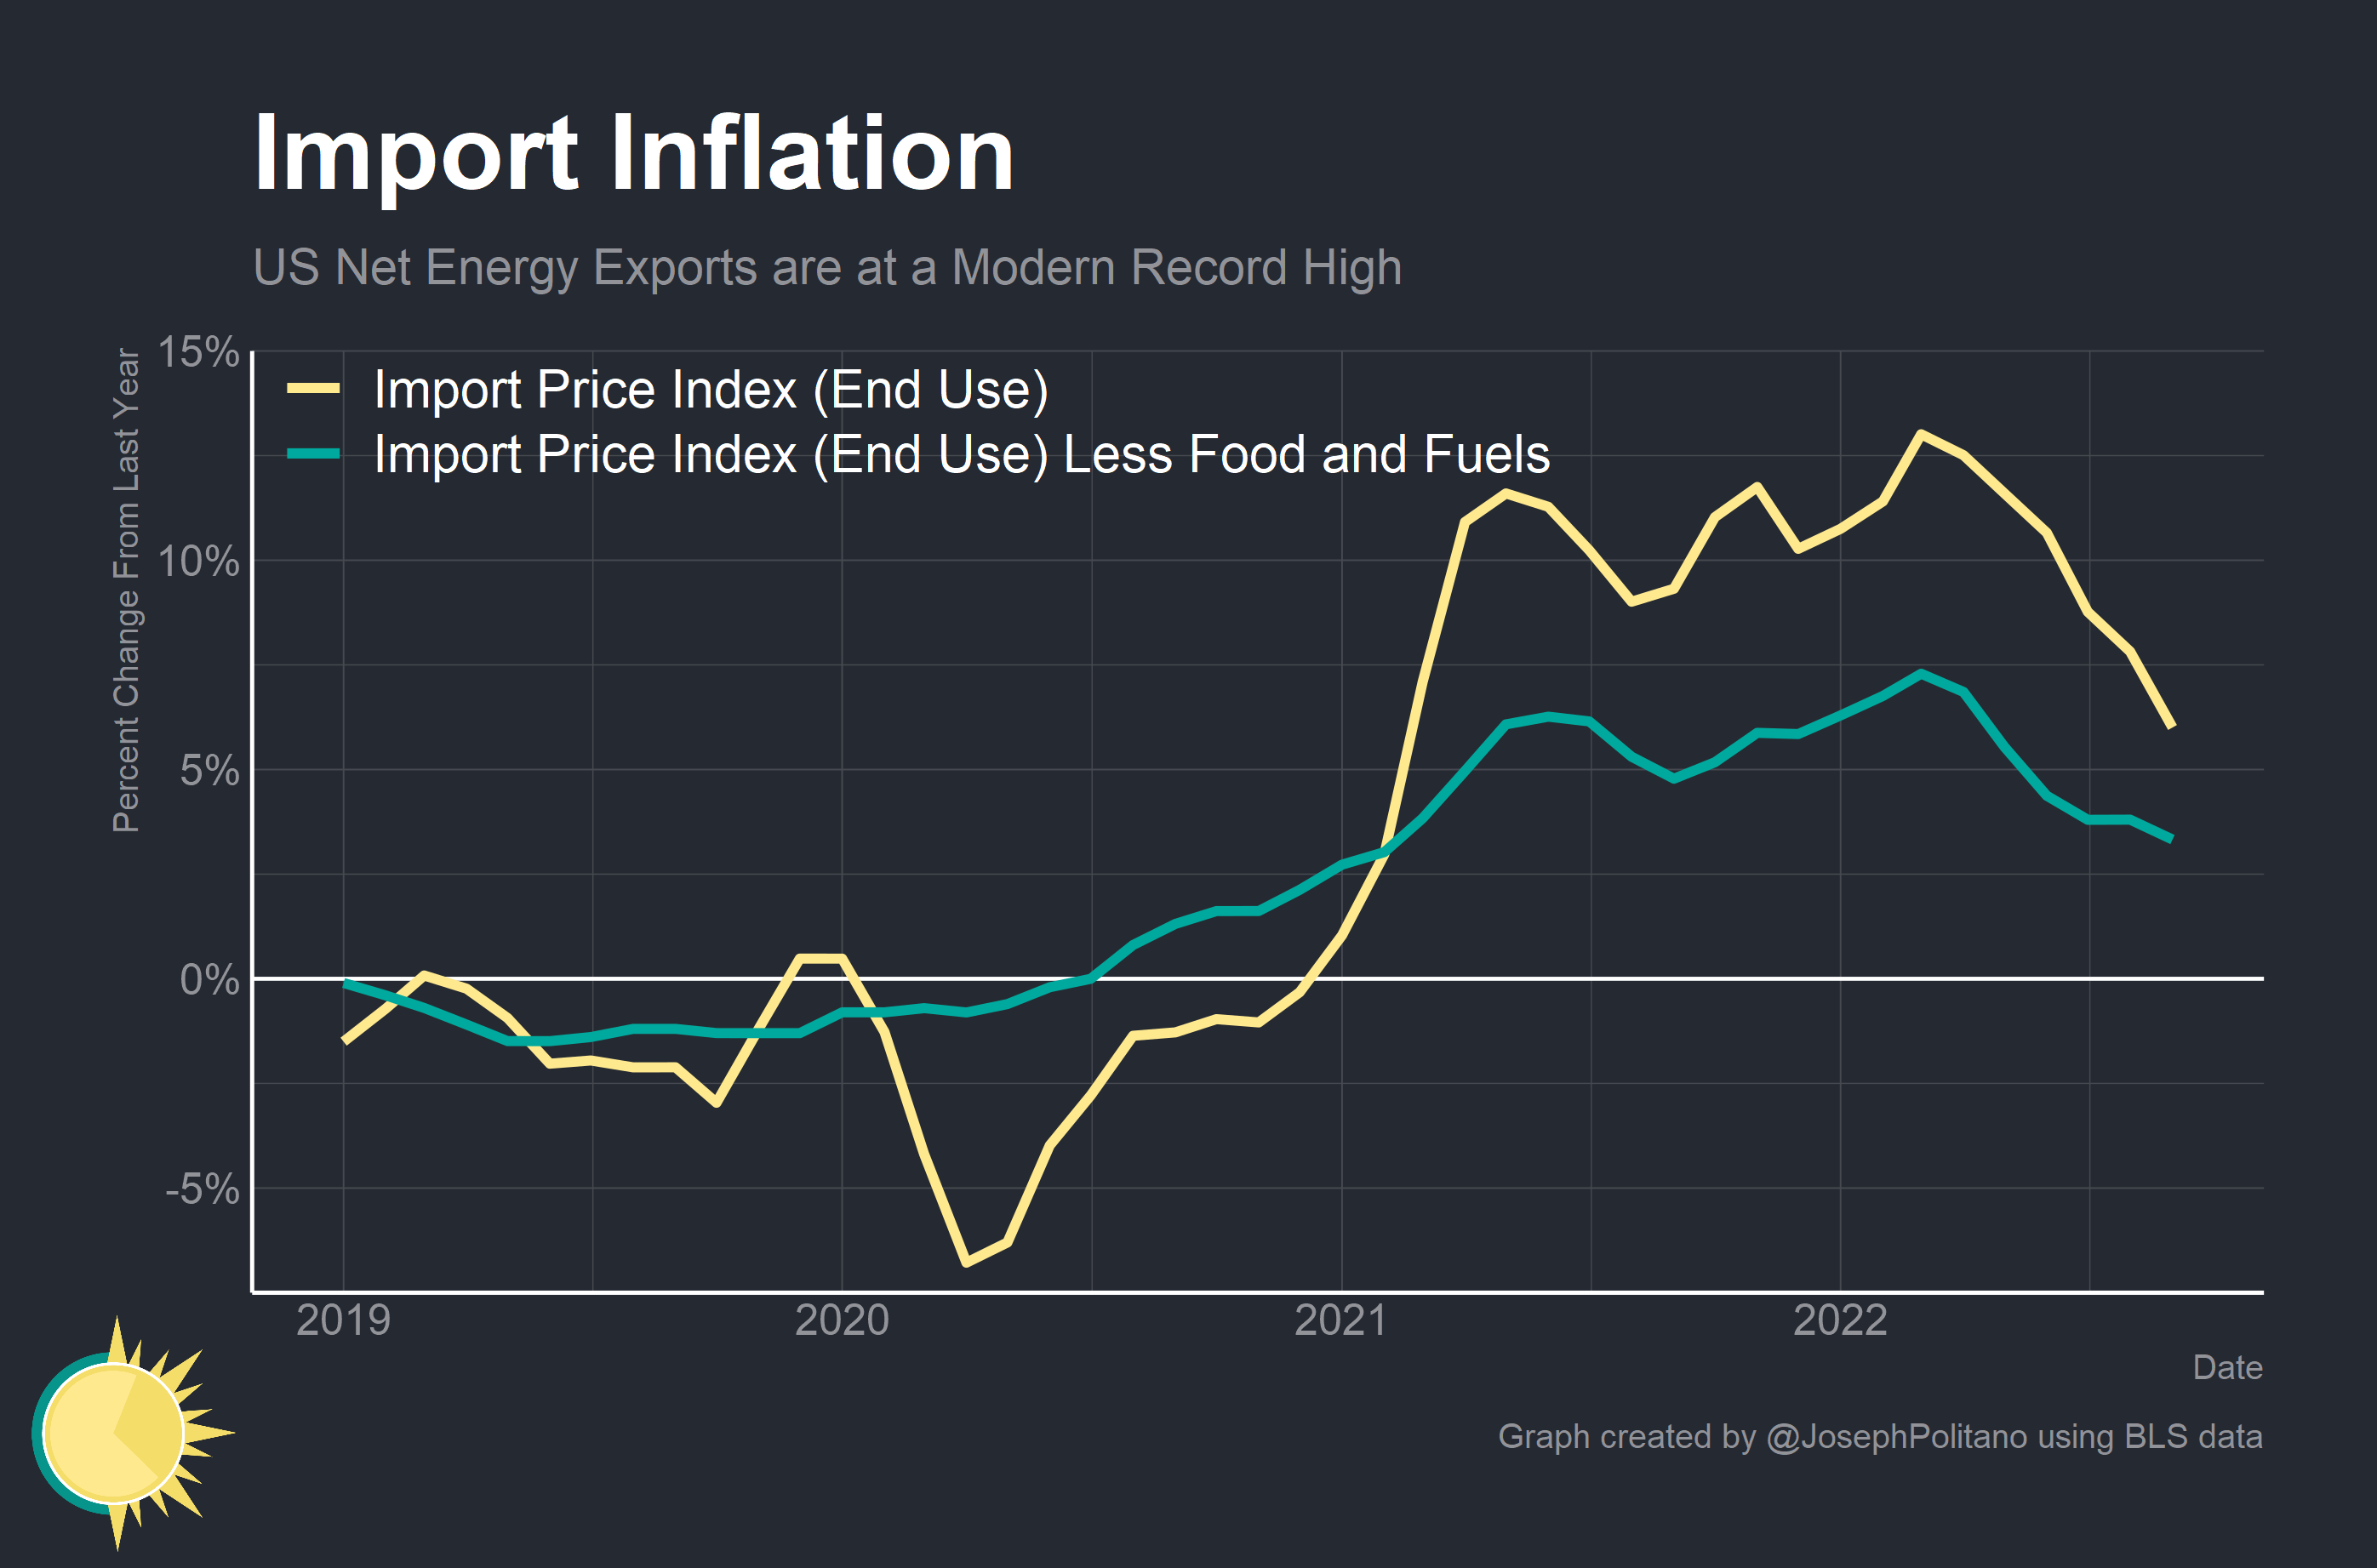 Import Inflation
US Net Energy Exports are at a Modern Record High
Percent Change From Last Year
15%
10%
5%
0%
-5%
Import Price Index (End Use)
Import Price Index (End Use) Less Food and Fuels
2019
2020
2021
2022
Date
Graph created by @JosephPolitano using BLS data